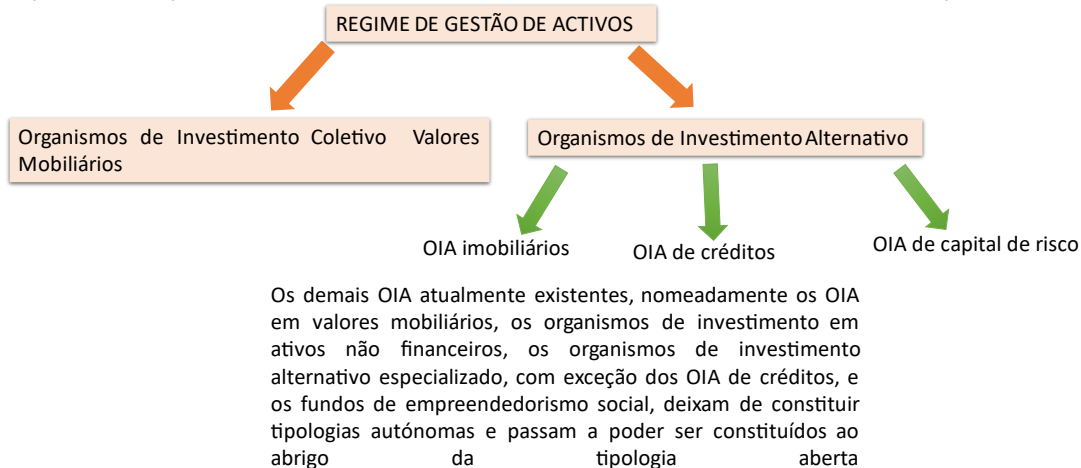 REGIME DE GESTÃO DE ACTIVOS
Organismos de Investimento Coletivo Valores
Mobiliários
Organismos de Investimento Alternativo
OIA imobiliários
OIA de créditos
OIA de capital de risco
Os demais OIA atualmente existentes, nomeadamente os OIA
em valores mobiliários, os organismos de investimento em
ativos não financeiros, os organismos de investimento
alternativo especializado, com exceção dos OIA de créditos, e
os fundos de empreendedorismo social, deixam de constituir
tipologias autónomas e passam a poder ser constituídos ao
abrigo da tipologia aberta